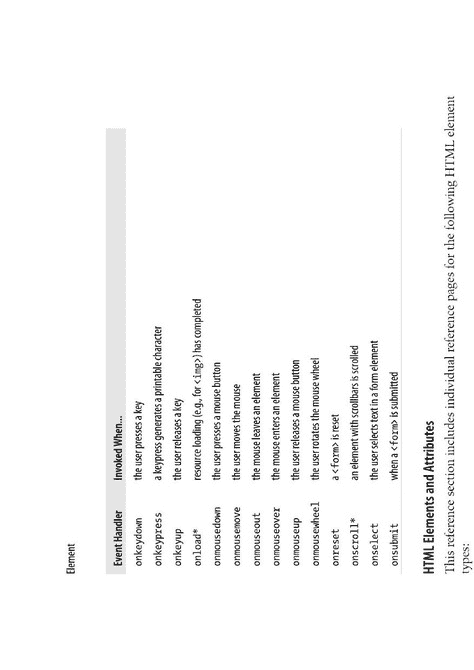 Element
Event Handler Invoked When...
onkeydown the user presses a key
onkeypress a keypress generates a printable character
onkeyup the user releases a key
onload* resource loading (e.g., for <img>) has completed
onmousedown the user presses a mouse button
onmousemove the user moves the mouse
onmouseout the mouse leaves an element
onmouseover the mouse enters an element
onmouseup the user releases a mouse button
onmousewheel the user rotates the mouse wheel
onreset a <form> is reset
onscroll* an element with scrollbars is scrolled
onselect the user selects text in a form element
onsubmit when a <form> is submitted
HTML Elements and Attributes
This reference section includes individual reference pages for the following HTML element
types: